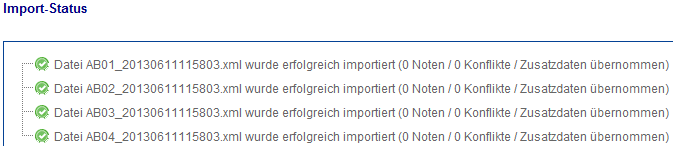 Import-Status
Datei AB01_20130611115803.xml wurde erfolgreich importiert (0 Noten / 0 Konflikte / Zusatzdaten übernommen)
Datei AB02_20130611115803.xml wurde erfolgreich importiert (0 Noten / 0 Konflikte / Zusatzdaten übernommen)
Datei AB03_20130611115803.xml wurde erfolgreich importiert (0 Noten / 0 Konflikte / Zusatzdaten übernommen)
Datei AB04_20130611115803.xml wurde erfolgreich importiert (0 Noten / 0 Konflikte / Zusatzdaten übernommen)